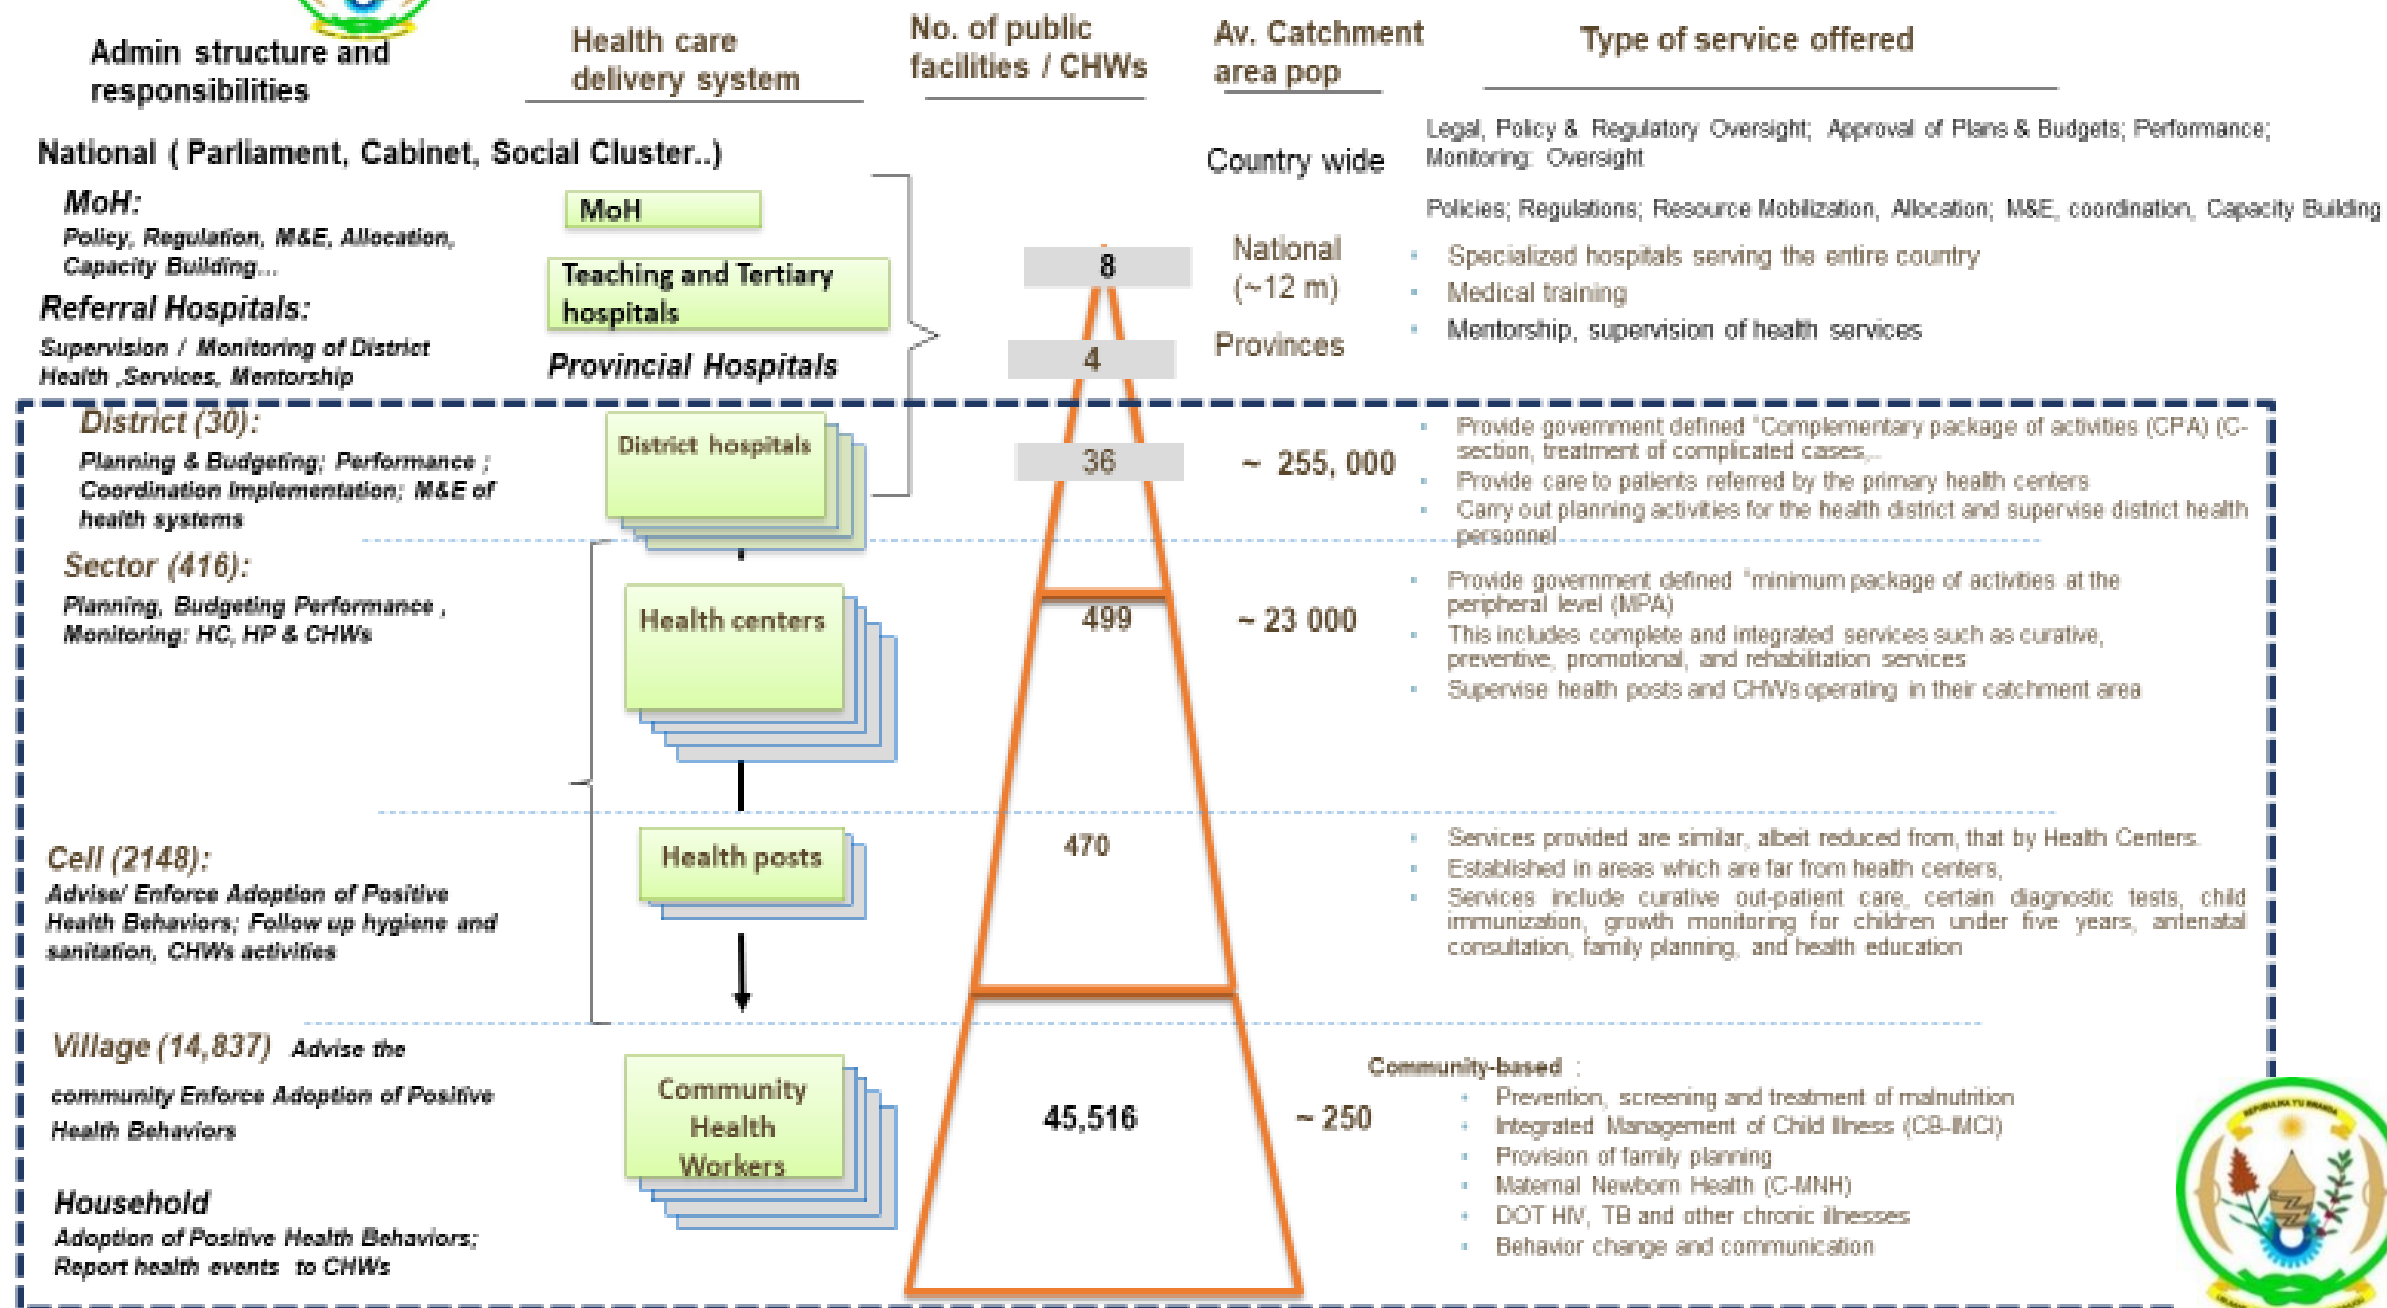 Admin structure and
responsibilities
Health care
delivery system
No. of public
facilities / CHWs
Av. Catchment
area pop
Type of service offered
National ( Parliament, Cabinet, Social Cluster..)
MoH:
Policy, Regulation, M&E, Allocation,
Capacity Building...
Referral Hospitals:
Supervision / Monitoring of District
Health ,Services, Mentorship
MoH
Teaching and Tertiary
hospitals
Provincial Hospitals
8
4
Country wide
National
(~12 m)
Provinces
Legal, Policy & Regulatory Oversight; Approval of Plans & Budgets; Performance;
Monitoring: Oversight
Policies; Regulations; Resource Mobilization, Allocation; M&E, coordination, Capacity Building
• Specialized hospitals serving the entire country
• Medical training
• Mentorship, supervision of health services
District (30):
Planning & Budgeting; Performance ;
Coordination Implementation; M&E of
health systems
District hospitals
36
~ 255, 000
• Provide government defined "Complementary package of activities (CPA) (C-
section, treatment of complicated cases,..
• Provide care to patients referred by the primary health centers
• Carry out planning activities for the health district and supervise district health
personnel
Sector (416):
Planning, Budgeting Performance ,
Monitoring: HC, HP & CHWs
Health centers
499
~ 23 000
• Provide government defined "minimum package of activities at the
peripheral level (MPA)
• This includes complete and integrated services such as curative,
preventive, promotional, and rehabilitation services
• Supervise health posts and CHWs operating in their catchment area
Cell (2148):
Advise/ Enforce Adoption of Positive
Health Behaviors; Follow up hygiene and
sanitation, CHWs activities
Health posts
470
• Services provided are similar, albeit reduced from, that by Health Centers.
• Established in areas which are far from health centers,
• Services include curative out-patient care, certain diagnostic tests, child
immunization, growth monitoring for children under five years, antenatal
consultation, family planning, and health education
Village (14,837) Advise the
community Enforce Adoption of Positive
Health Behaviors
Household
Adoption of Positive Health Behaviors;
Report health events to CHWs
Community
Health
Workers
45,516
~ 250
Community-based :
• Prevention, screening and treatment of malnutrition
• Integrated Management of Child Illness (CB-IMCI)
• Provision of family planning
• Maternal Newborn Health (C-MNH)
• DOT HIV, TB and other chronic illnesses
• Behavior change and communication
REPUBULIKA Y'U RWANDA